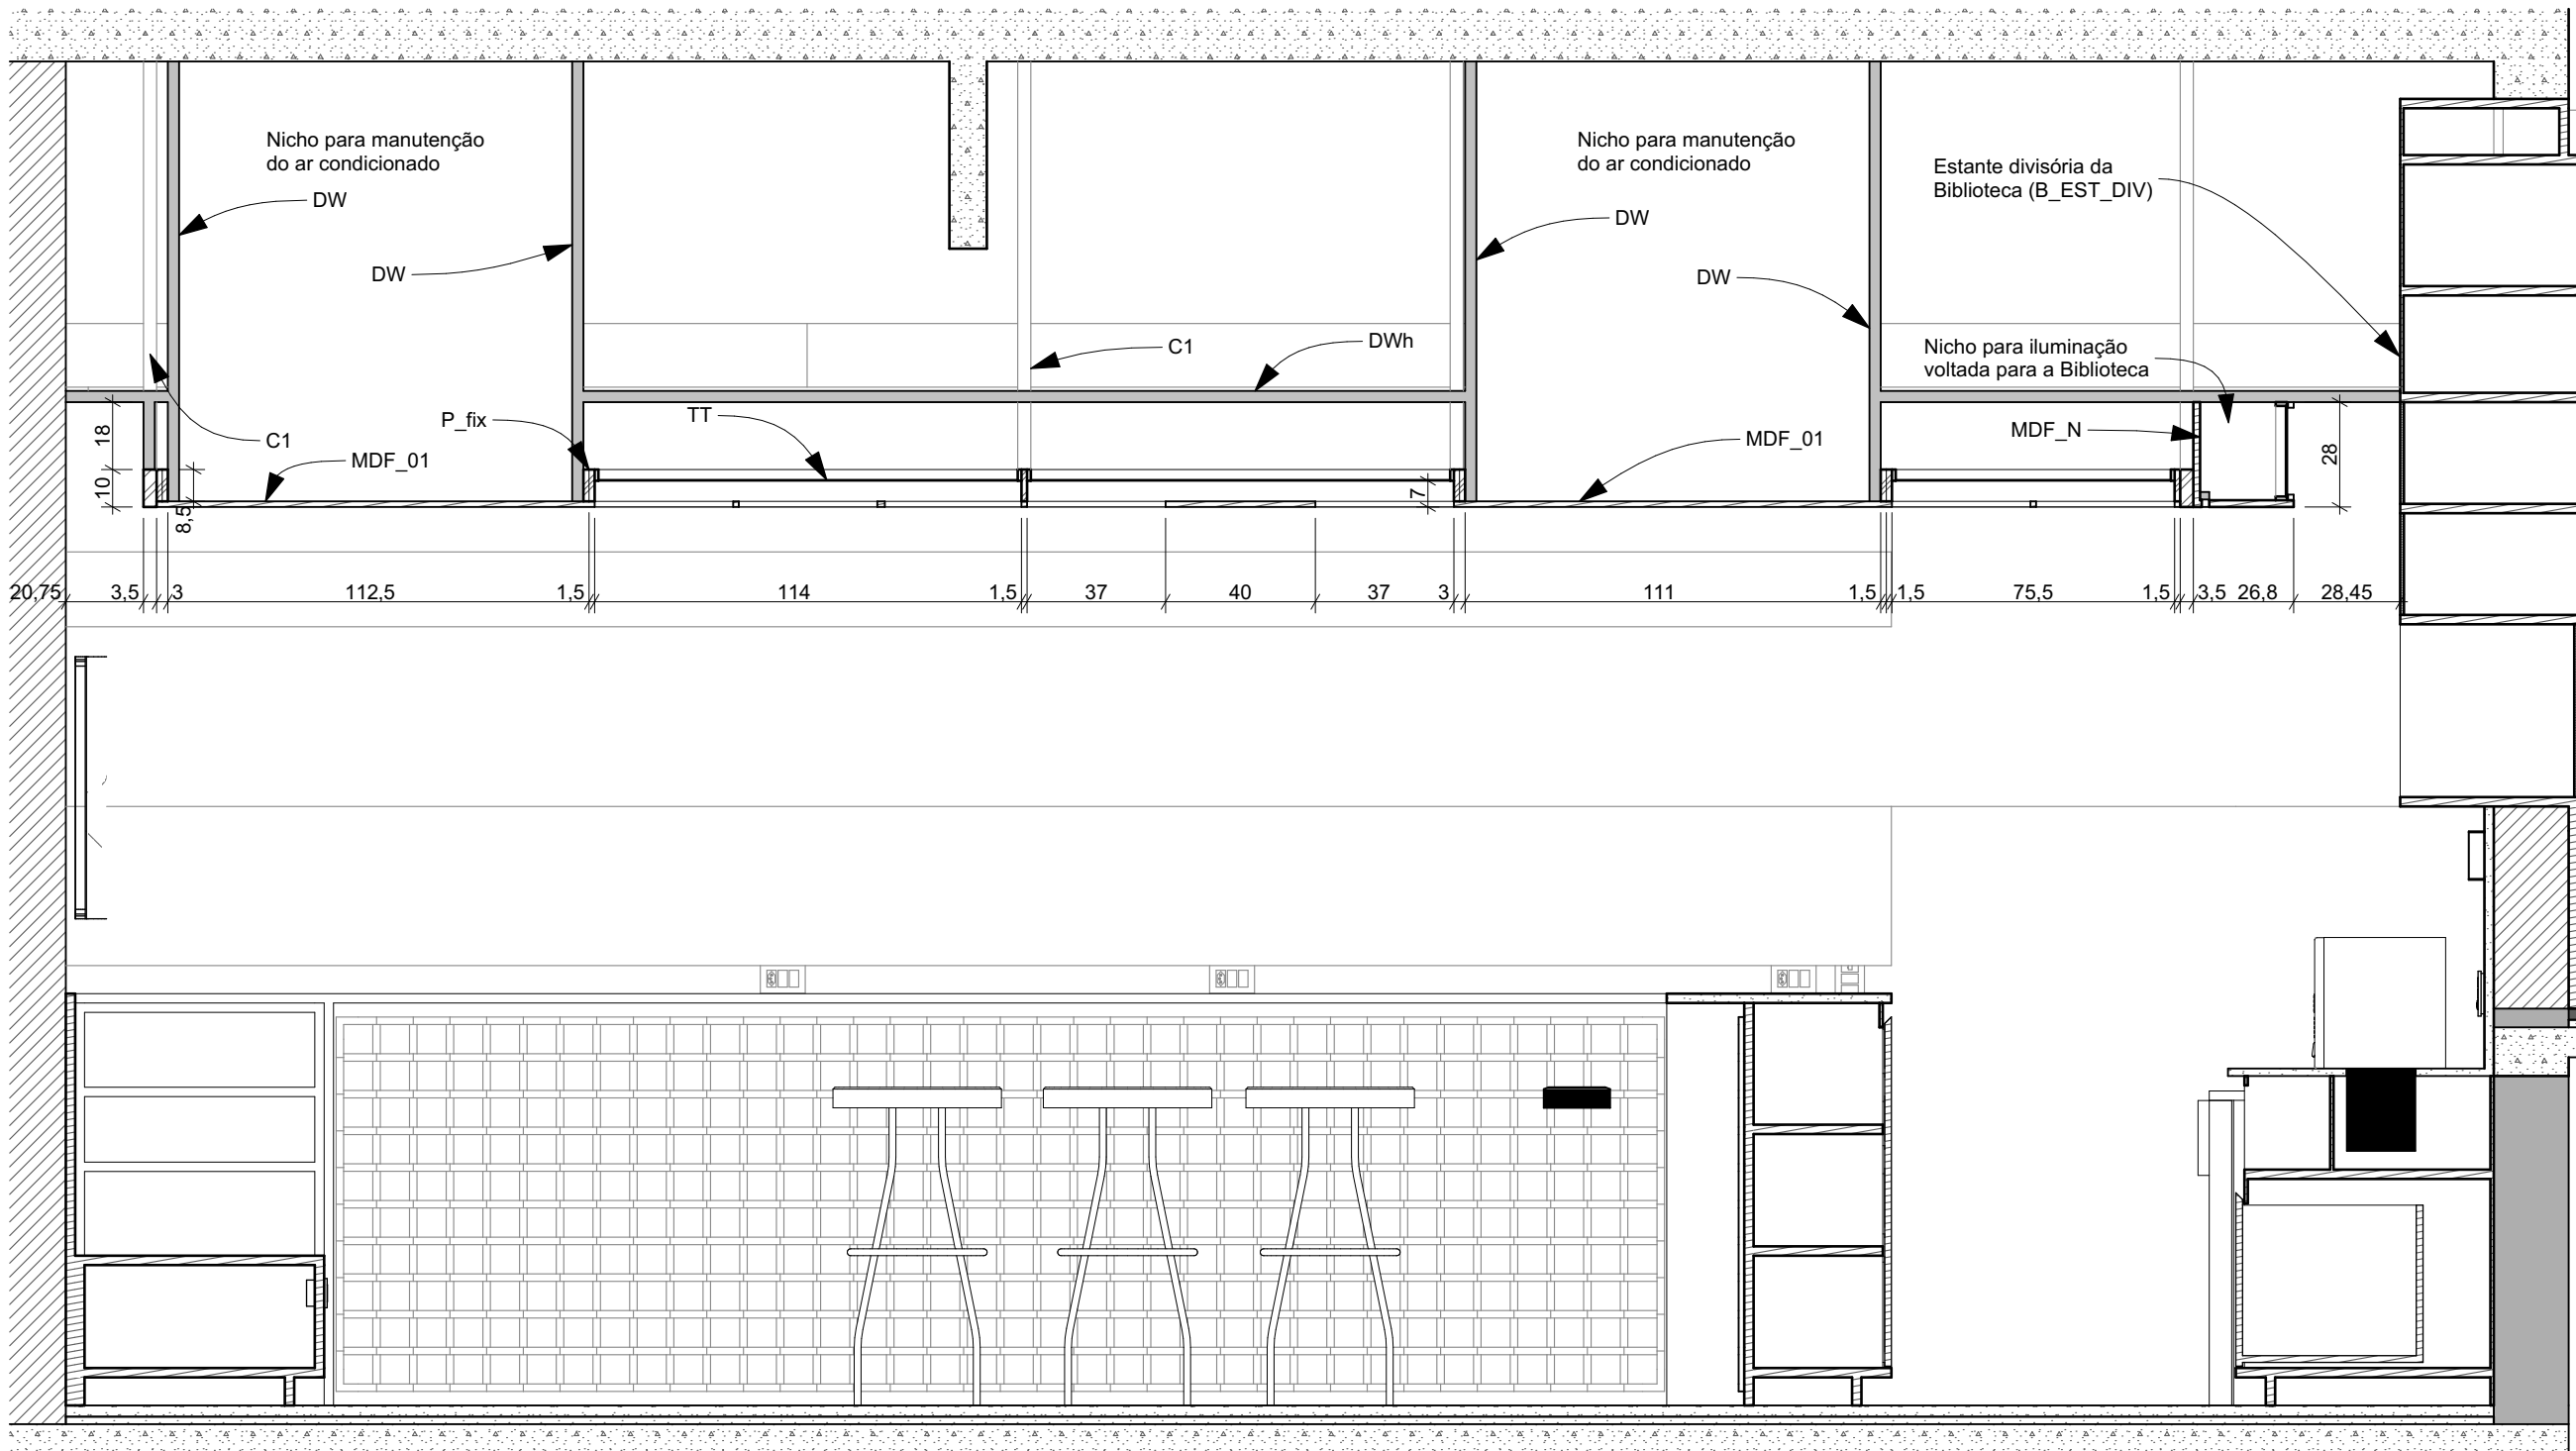 Nicho para manutenção
do ar condicionado
DW
DW
Nicho para manutenção
do ar condicionado
DW
DW
Estante divisória da
Biblioteca (B_EST_DIV)
C1
DWh
Nicho para iluminação
voltada para a Biblioteca
P_fix
TT
C1
MDF_01
MDF_01
MDF_N
18
10
8,5
7
28
20,75 3,5 3 112,5 1,5 114 1,5 37 40 37 3 111 1,5 1,5 75,5 1,5 3,5 26,8 28,45